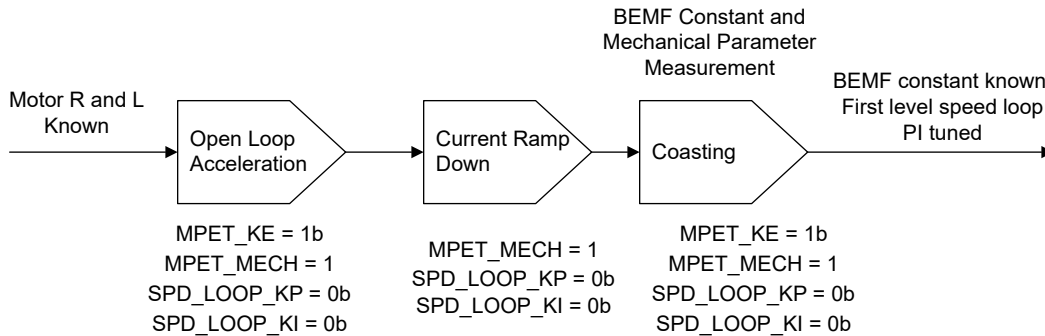 BEMF Constant and
Mechanical Parameter
Measurement
Motor R and L
Known
Open Loop
Acceleration
Current Ramp
Down
Coasting
BEMF constant known
First level speed loop
PI tuned
MPET_KE = 1b
MPET_MECH = 1
SPD_LOOP_KP = 0b
SPD_LOOP_KI = 0b
MPET_MECH = 1
SPD_LOOP_KP = 0b
SPD_LOOP_KI = 0b
MPET_KE = 1b
MPET_MECH = 1
SPD_LOOP_KP = 0b
SPD_LOOP_KI = 0b